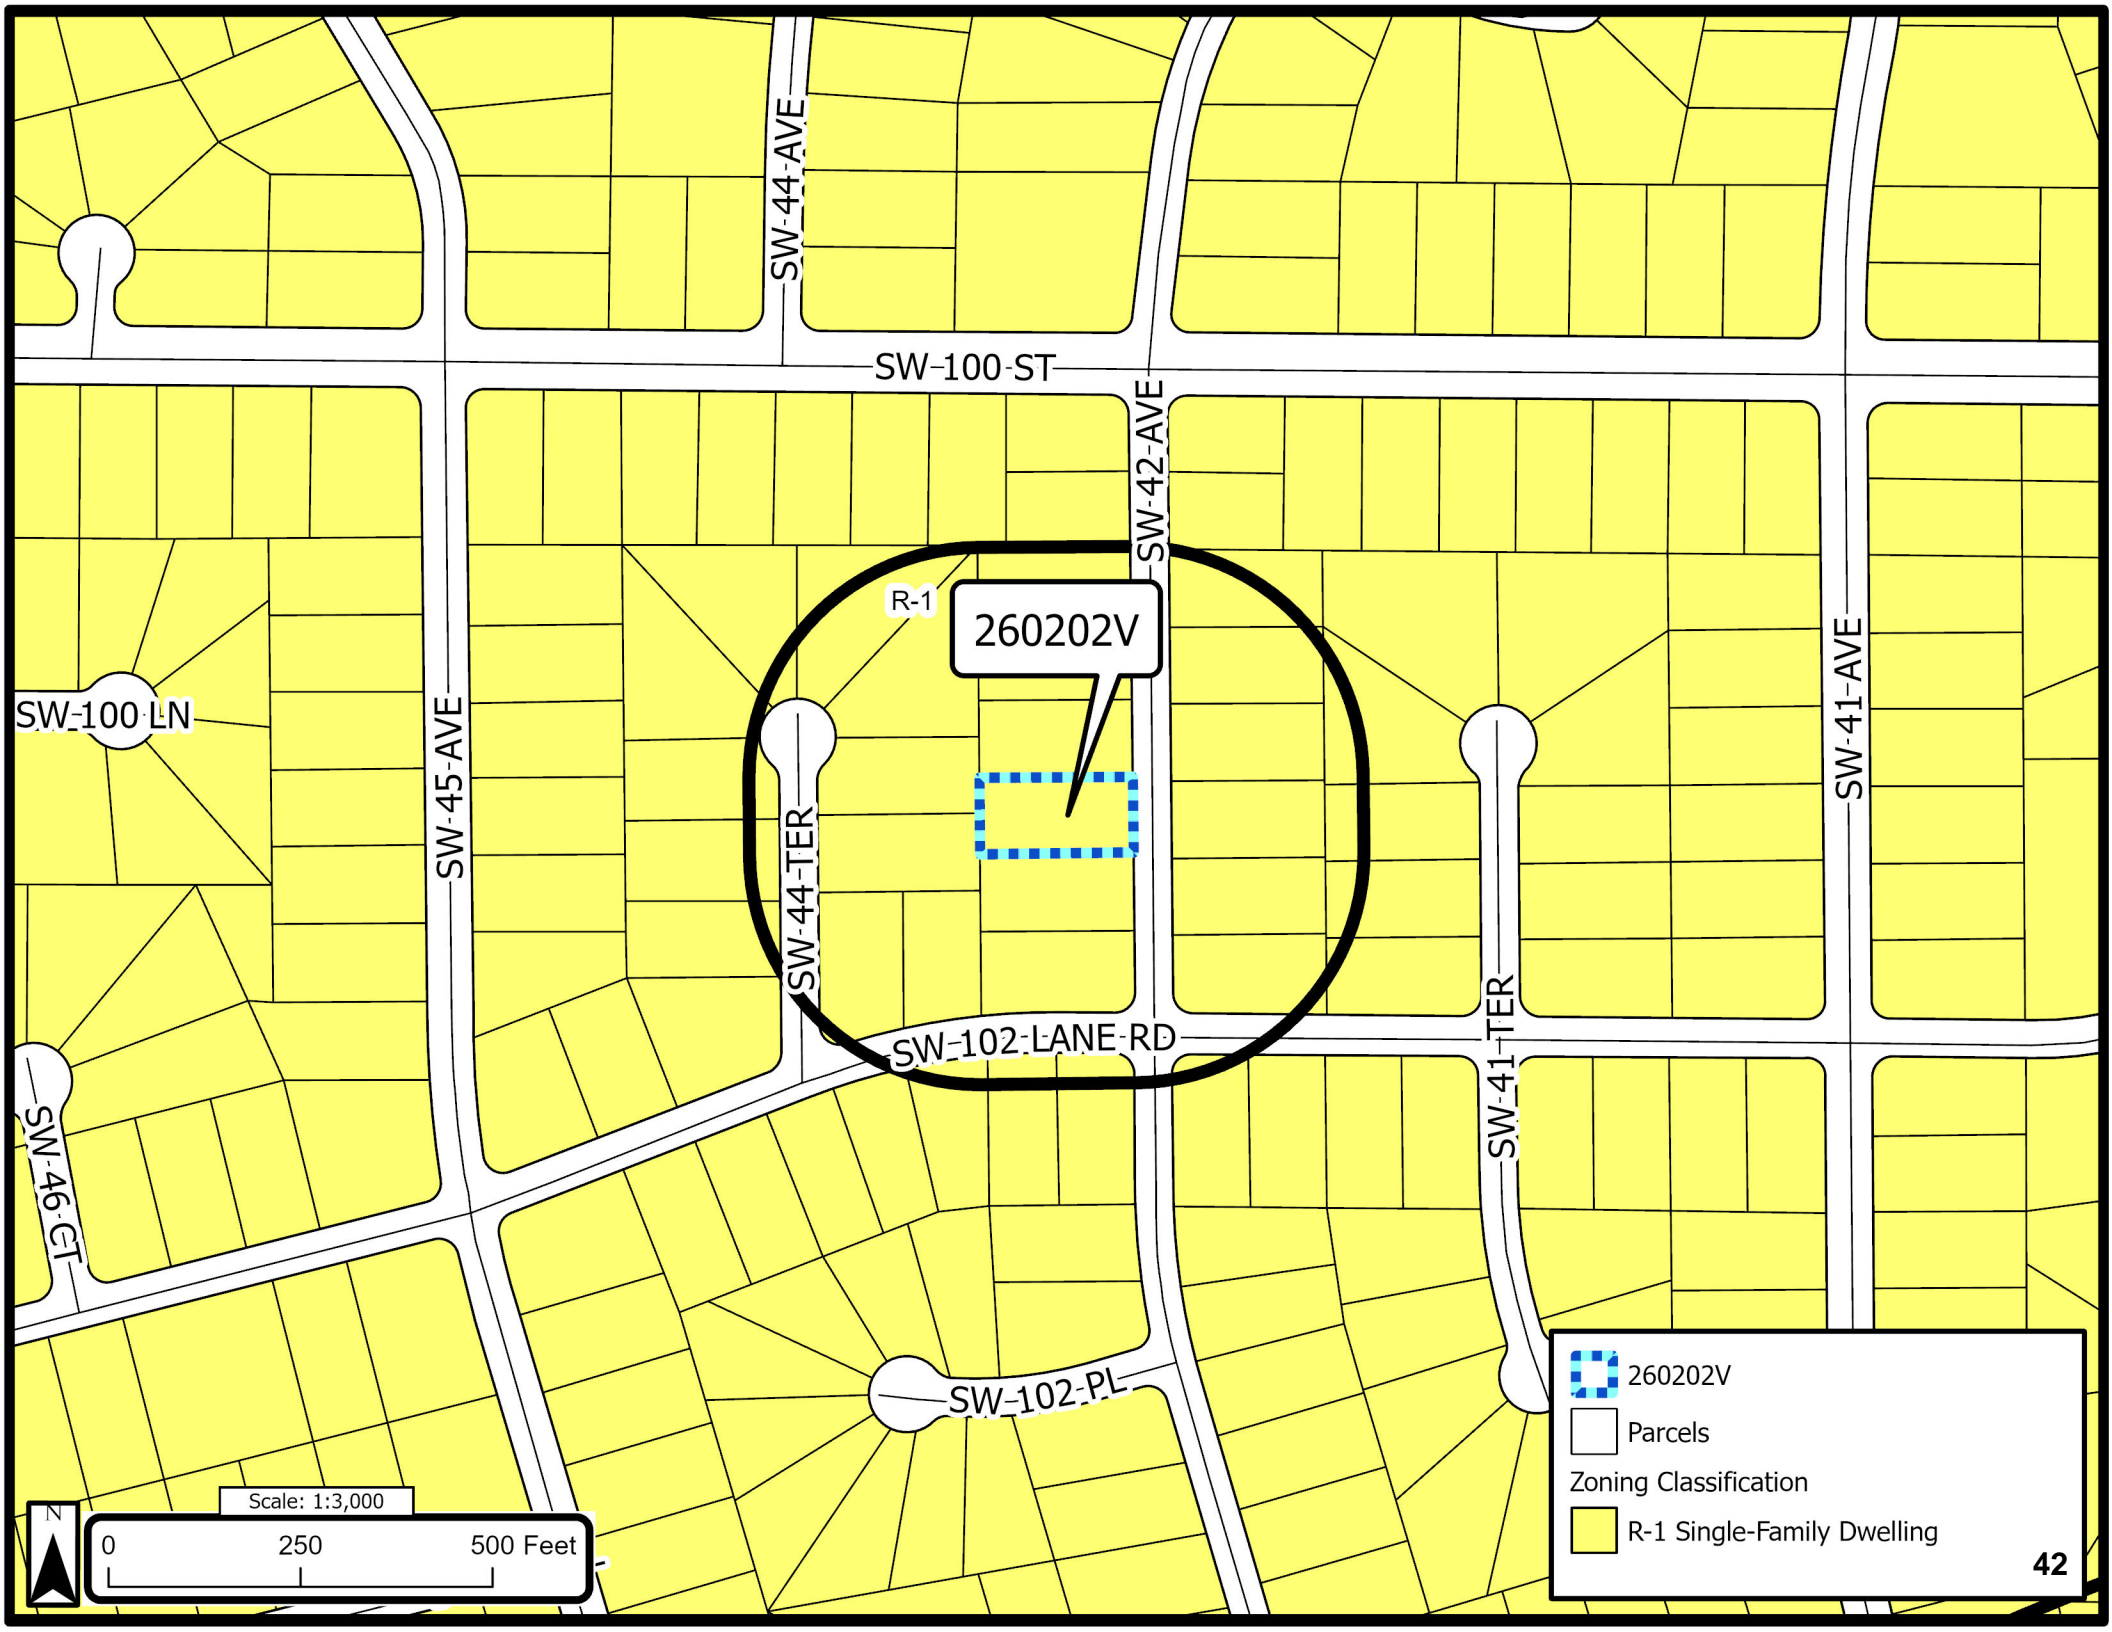 SW 44 AVE
SW 100 ST
SW 42 AVE
R-1
260202V
SW 100 LN
SW 45 AVE
SW 41 AVE
SW 44 TER
SW 102 LANE RD
SW 41 TER
SW 46 CT
SW 102 PL
260202V
Parcels
Zoning Classification
R-1 Single-Family Dwelling
42
N
Scale: 1:3,000
0 250 500 Feet